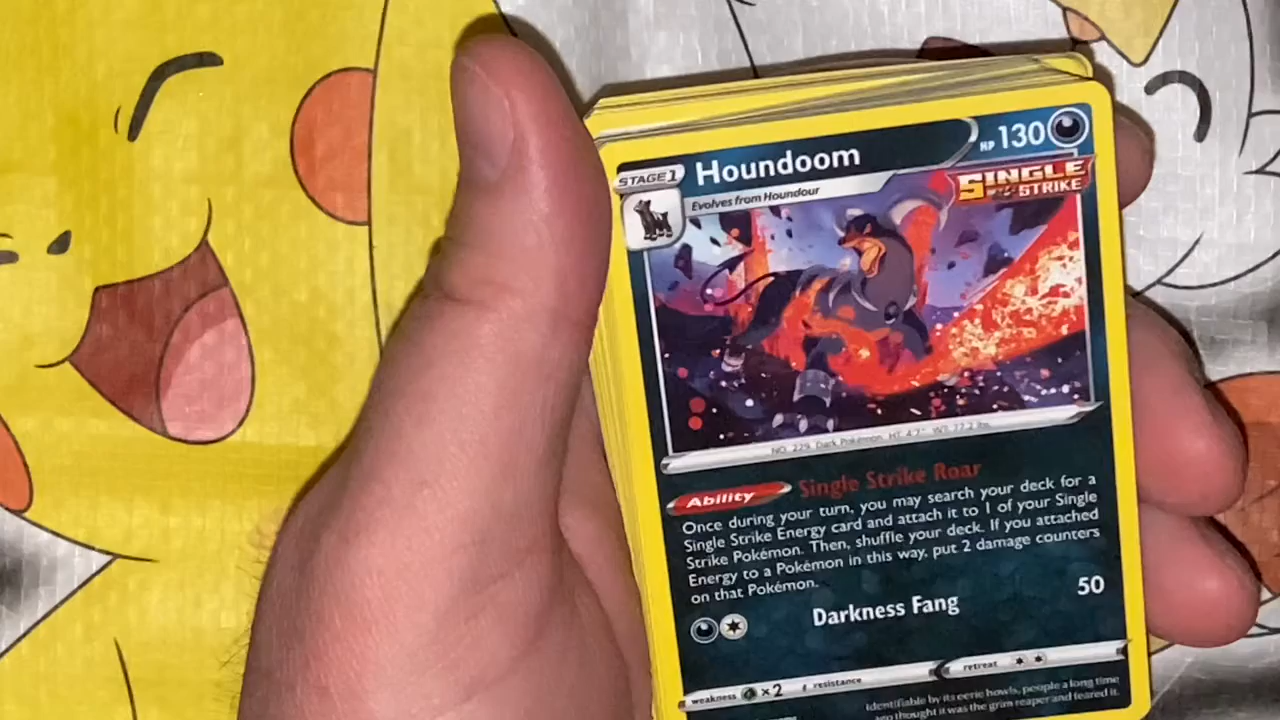 STAGE 1 Houndoom HP 130
Evolves from Houndour
SINGLE
STRIKE
NO. 229 Dark Pokémon HT: 4'7" WT: 77.2 lbs.
Ability Single Strike Roar
Once during your turn, you may search your deck for a
Single Strike Energy card and attach it to 1 of your Single
Strike Pokémon. Then, shuffle your deck. If you attached
Energy to a Pokémon in this way, put 2 damage counters
on that Pokémon.
Darkness Fang 50
weakness ×2 resistance retreat
Identifiable by its eerie howls, people a long time
ago thought it was the grim reaper and feared it.